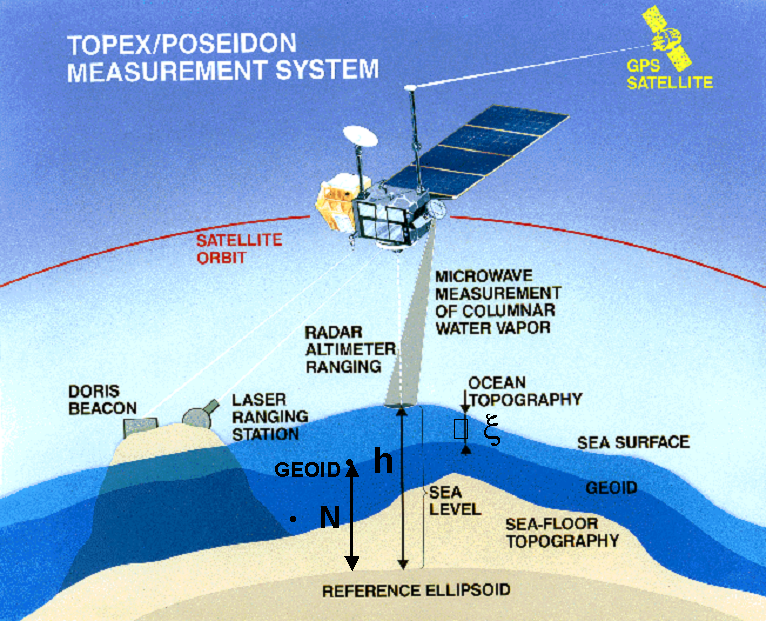 TOPEX/POSEIDON
MEASUREMENT SYSTEM
GPS
SATELLITE
SATELLITE
ORBIT
MICROWAVE
MEASUREMENT
OF COLUMNAR
WATER VAPOR
RADAR
ALTIMETER
RANGING
DORIS
BEACON
LASER
RANGING
STATION
OCEAN
TOPOGRAPHY
ξ
SEA SURFACE
GEOID
h
GEOID
SEA
LEVEL
N
SEA-FLOOR
TOPOGRAPHY
REFERENCE ELLIPSOID